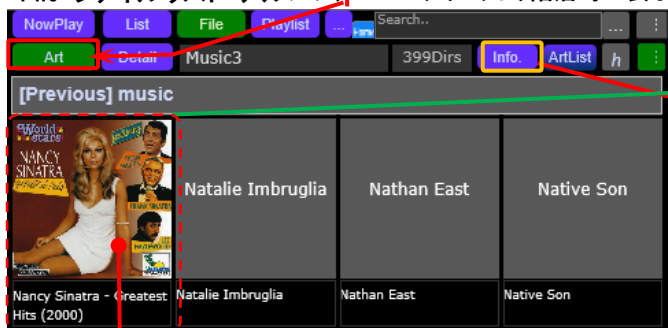 NowPlay List File Playlist ... Search.. ...
Art Detail Music3 399Dirs Info. ArtList h
[Previous] music
World stars
NANCY
SINATRA
Natalie Imbruglia Nathan East Native Son
Nancy Sinatra - Greatest Hits (2000) Natalie Imbruglia Nathan East Native Son